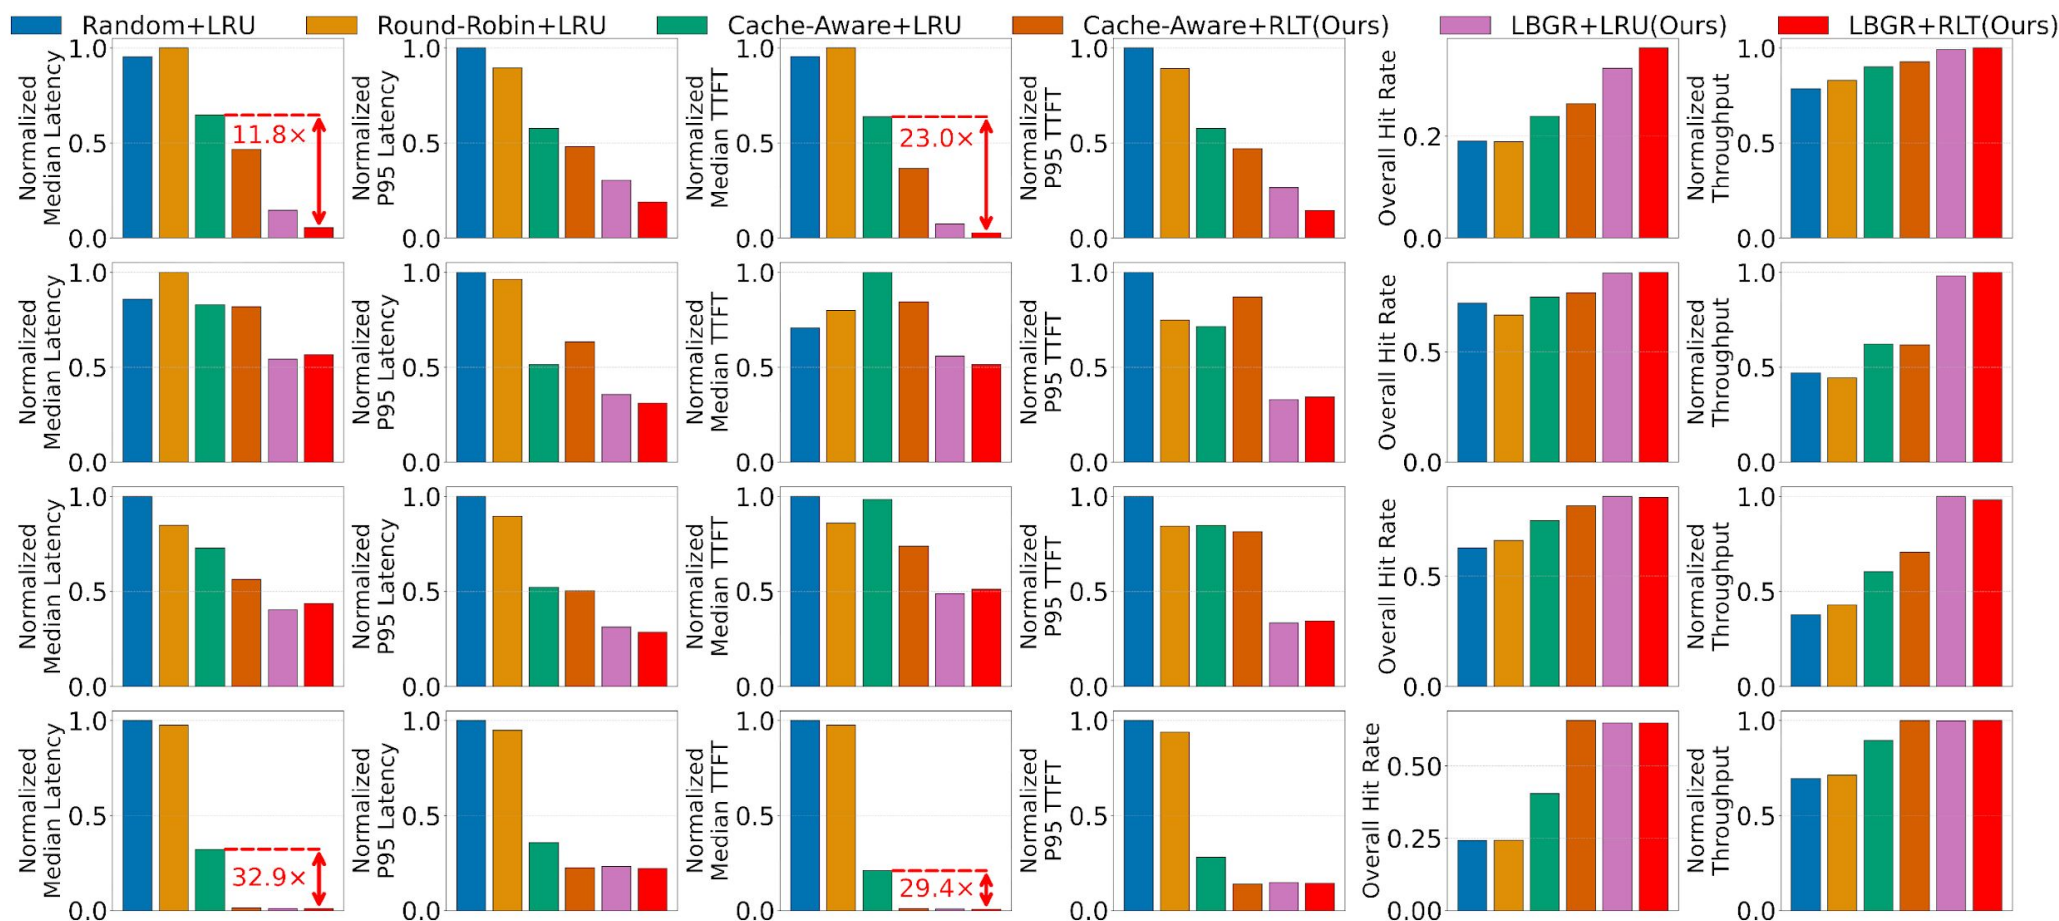 Random+LRU
Round-Robin+LRU
Cache-Aware+LRU
Cache-Aware+RLT(Ours)
LBGR+LRU(Ours)
LBGR+RLT(Ours)
Normalized
Median Latency
1.0
0.5
0.0
11.8×
Normalized
P95 Latency
1.0
0.5
0.0
Normalized
Median TTFT
1.0
0.5
0.0
23.0×
Normalized
P95 TTFT
1.0
0.5
0.0
Overall Hit Rate
0.2
0.0
Normalized
Throughput
1.0
0.5
0.0
Normalized
Median Latency
1.0
0.5
0.0
Normalized
P95 Latency
1.0
0.5
0.0
Normalized
Median TTFT
1.0
0.5
0.0
Normalized
P95 TTFT
1.0
0.5
0.0
Overall Hit Rate
0.5
0.0
Normalized
Throughput
1.0
0.5
0.0
Normalized
Median Latency
1.0
0.5
0.0
Normalized
P95 Latency
1.0
0.5
0.0
Normalized
Median TTFT
1.0
0.5
0.0
Normalized
P95 TTFT
1.0
0.5
0.0
Overall Hit Rate
0.5
0.0
Normalized
Throughput
1.0
0.5
0.0
Normalized
Median Latency
1.0
0.5
0.0
32.9×
Normalized
P95 Latency
1.0
0.5
0.0
Normalized
Median TTFT
1.0
0.5
0.0
29.4×
Normalized
P95 TTFT
1.0
0.5
0.0
Overall Hit Rate
0.50
0.25
0.00
Normalized
Throughput
1.0
0.5
0.0